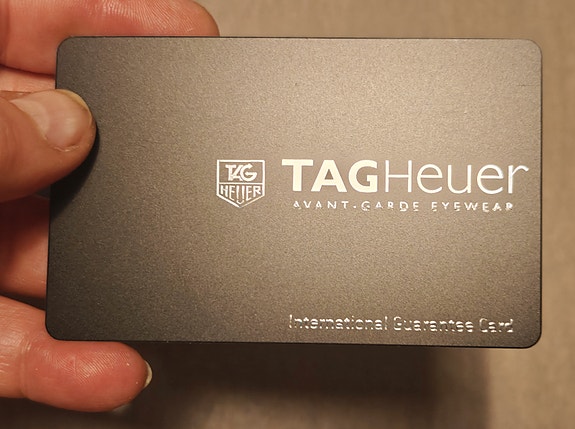 TAG
HEUER
TAGHeuer
AVANT-GARDE EYEWEAR
International Guarantee Card